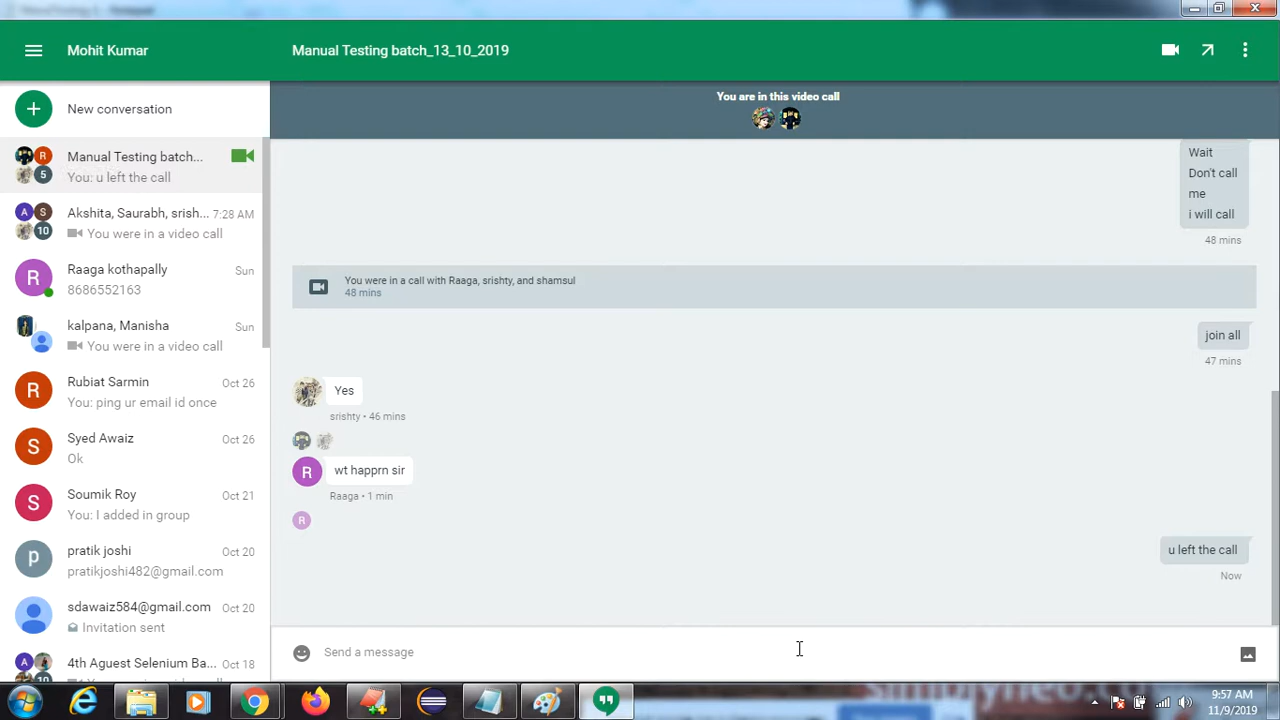 Mohit Kumar
Manual Testing batch_13_10_2019
New conversation
You are in this video call
Manual Testing batch...
You: u left the call
5
Akshita, Saurabh, srish... 7:28 AM
You were in a video call
10
Raaga kothapally Sun
8686552163
kalpana, Manisha Sun
You were in a video call
Rubiat Sarmin Oct 26
You: ping ur email id once
Syed Awaiz Oct 26
Ok
Soumik Roy Oct 21
You: I added in group
pratik joshi Oct 20
pratikjoshi482@gmail.com
sdawaiz584@gmail.com Oct 20
Invitation sent
4th Aguest Selenium Ba... Oct 18
Wait
Don't call
me
i will call
48 mins
You were in a call with Raaga, srishty, and shamsul
48 mins
join all
47 mins
Yes
srishty • 46 mins
wt happrn sir
Raaga • 1 min
u left the call
Now
Send a message
9:57 AM
11/9/2019